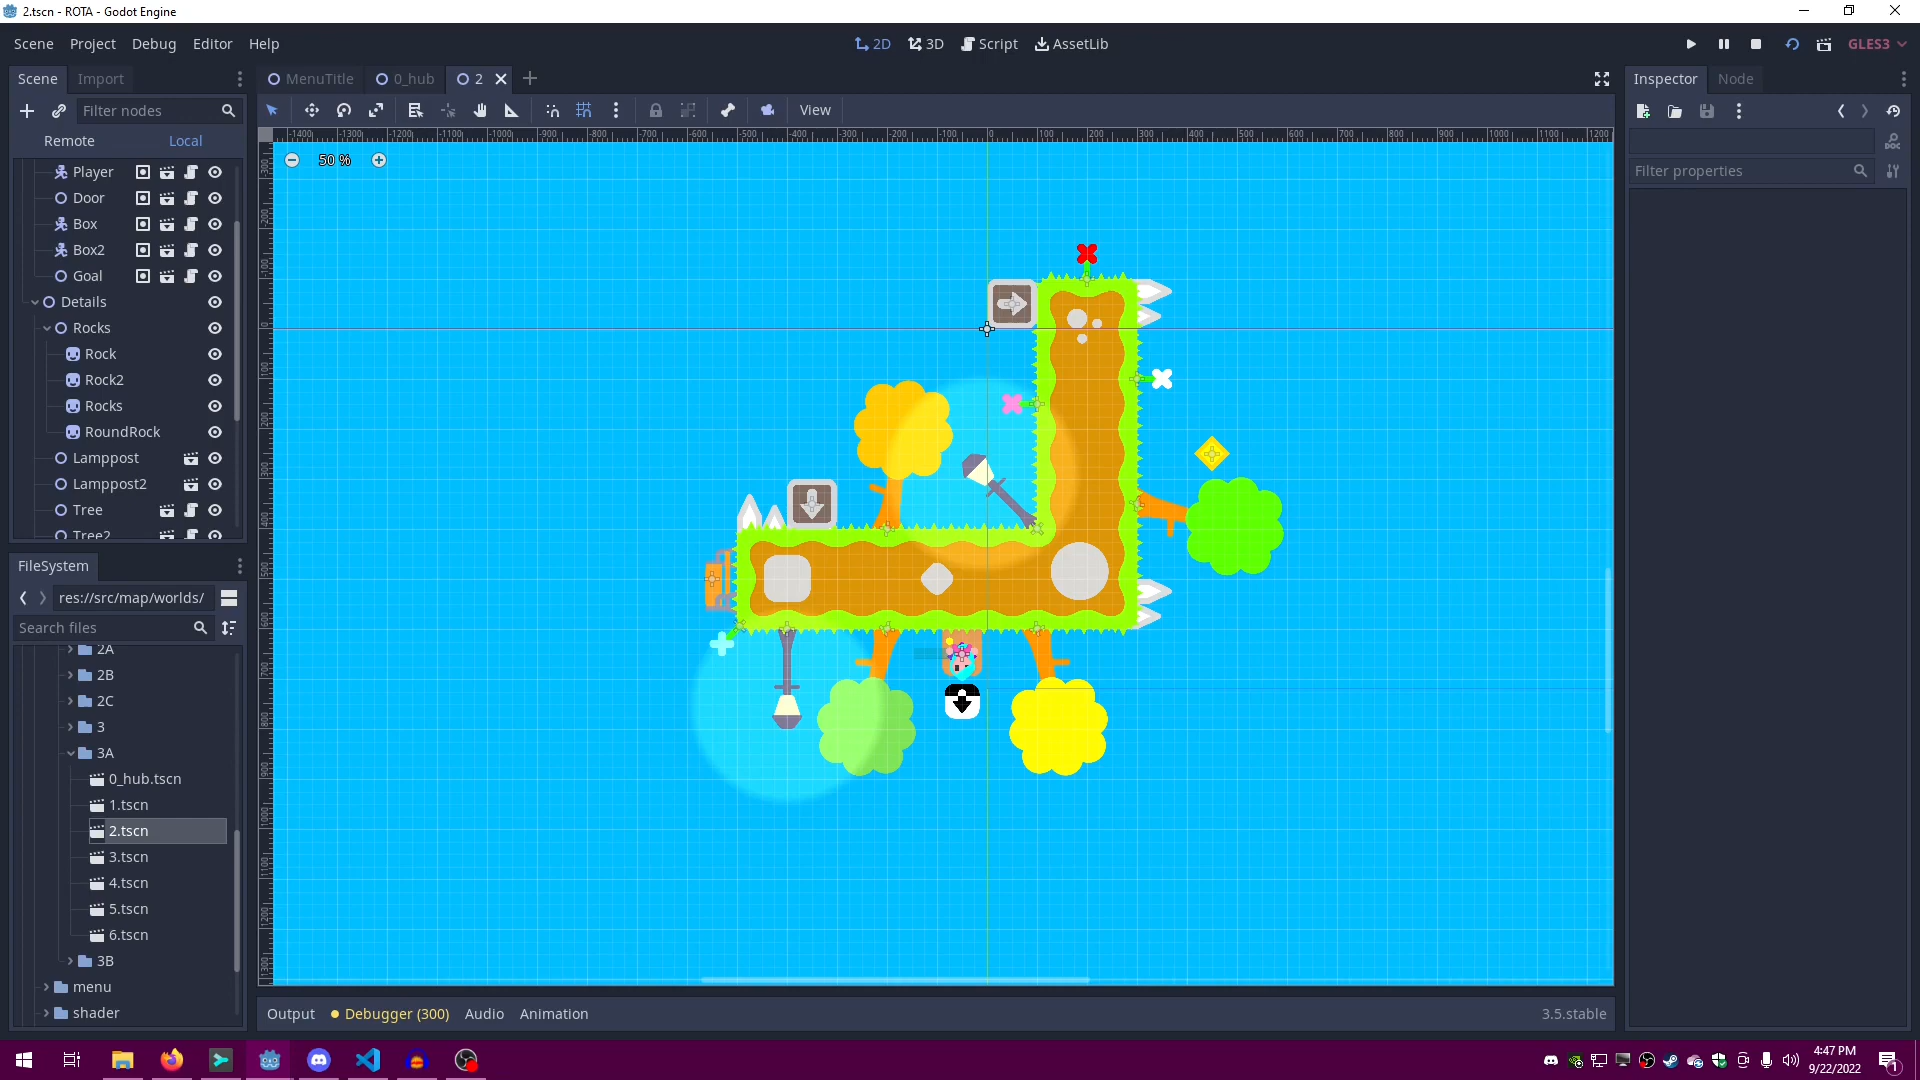 2.tscn - ROTA - Godot Engine
Scene Project Debug Editor Help
2D 3D Script AssetLib
GLES3
Scene Import
MenuTitle 0_hub 2
Inspector Node
Filter nodes
View
Remote Local
50 %
Filter properties
Player
Door
Box
Box2
Goal
Details
Rocks
Rock
Rock2
Rocks
RoundRock
Lamppost
Lamppost2
Tree
Tree2
FileSystem
res://src/map/worlds/
Search files
2A
2B
2C
3
3A
0_hub.tscn
1.tscn
2.tscn
3.tscn
4.tscn
5.tscn
6.tscn
3B
menu
shader
Output Debugger (300) Audio Animation
3.5.stable
4:47 PM
9/22/2022
1